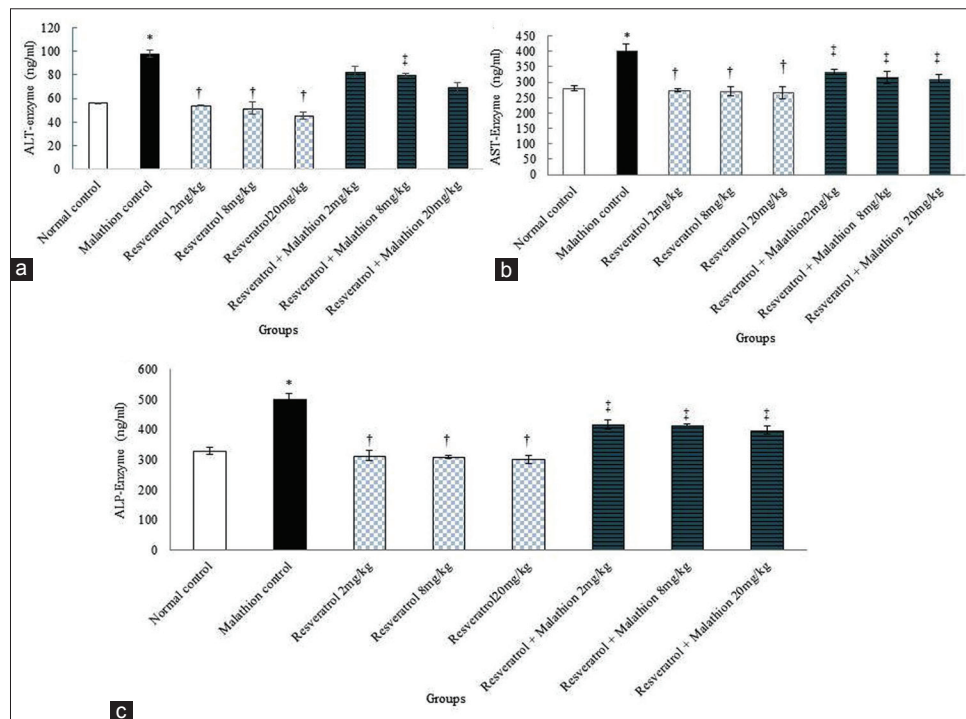 ALT-enzyme (ng/ml)
120
100
80
60
40
20
0
*
†
†
†
‡
Normal control
Malathion control
Resveratrol 2mg/kg
Resveratrol 8mg/kg
Resveratrol20mg/kg
Resveratrol + Malathion 2mg/kg
Resveratrol + Malathion 8mg/kg
Resveratrol + Malathion 20mg/kg
Groups
a
AST-Enzyme (ng/ml)
450
400
350
300
250
200
150
100
50
0
*
†
†
†
‡
‡
‡
Normal control
Malathion control
Resveratrol 2mg/kg
Resveratrol 8mg/kg
Resveratrol 20mg/kg
Resveratrol + Malathion2mg/kg
Resveratrol + Malathion 8mg/kg
Resveratrol + Malathion 20mg/kg
Groups
b
ALP-Enzyme (ng/ml)
600
500
400
300
200
100
0
*
†
†
†
‡
‡
‡
Normal control
Malathion control
Resveratrol 2mg/kg
Resveratrol 8mg/kg
Resveratrol20mg/kg
Resveratrol + Malathion 2mg/kg
Resveratrol + Malathion 8mg/kg
Resveratrol + Malathion 20mg/kg
Groups
c